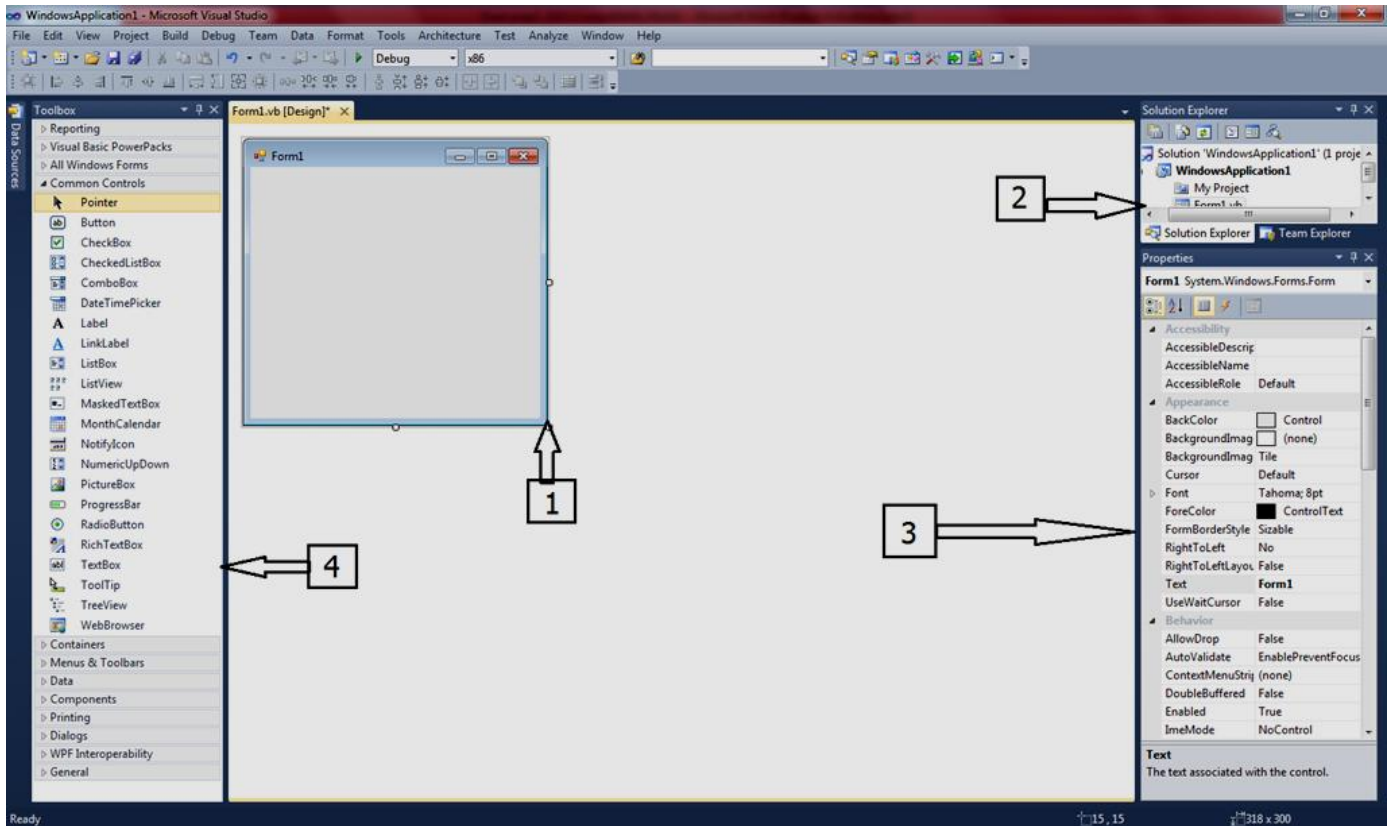 WindowsApplication1 - Microsoft Visual Studio
File Edit View Project Build Debug Team Data Format Tools Architecture Test Analyze Window Help
Debug x86
Data Sources
Toolbox
Reporting
Visual Basic PowerPacks
All Windows Forms
Common Controls
Pointer
Button
CheckBox
CheckedListBox
ComboBox
DateTimePicker
Label
LinkLabel
ListBox
ListView
MaskedTextBox
MonthCalendar
NotifyIcon
NumericUpDown
PictureBox
ProgressBar
RadioButton
RichTextBox
TextBox
ToolTip
TreeView
WebBrowser
Containers
Menus & Toolbars
Data
Components
Printing
Dialogs
WPF Interoperability
General
Form1.vb [Design]*
Form1
1
2
3
4
Solution Explorer
Solution 'WindowsApplication1' (1 proje
WindowsApplication1
My Project
Form1.vb
Solution Explorer Team Explorer
Properties
Form1 System.Windows.Forms.Form
Accessibility
AccessibleDescrip
AccessibleName
AccessibleRole Default
Appearance
BackColor Control
BackgroundImag (none)
BackgroundImag Tile
Cursor Default
Font Tahoma; 8pt
ForeColor ControlText
FormBorderStyle Sizable
RightToLeft No
RightToLeftLayou False
Text Form1
UseWaitCursor False
Behavior
AllowDrop False
AutoValidate EnablePreventFocus
ContextMenuStrip (none)
DoubleBuffered False
Enabled True
ImeMode NoControl
Text
The text associated with the control.
Ready 15 , 15 318 x 300